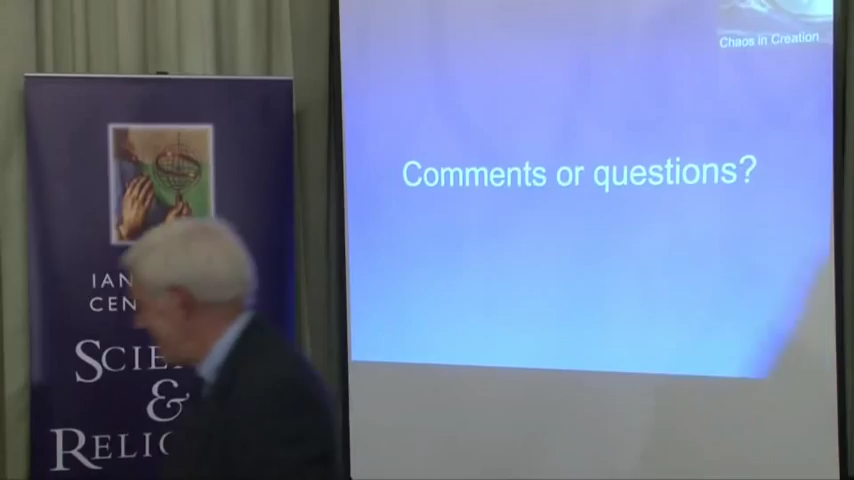 Chaos in Creation
Comments or questions?
IAN
CEN
SCIE
&
RELIG